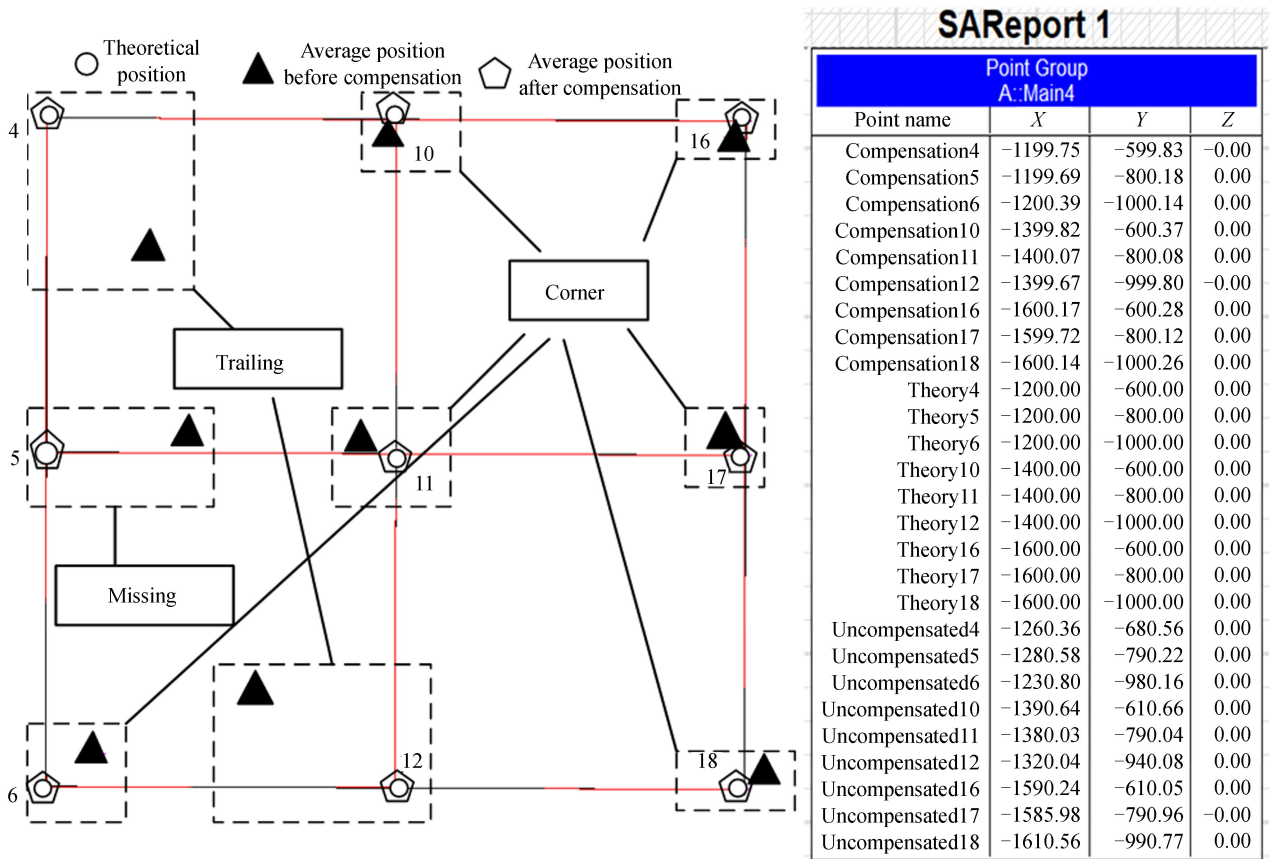 Theoretical
position
Average position
before compensation
Average position
after compensation
4
10
16
Corner
Trailing
5
11
17
Missing
6
12
18
SAReport 1
Point Group
A::Main4
Point name X Y Z
Compensation4 −1199.75 −599.83 −0.00
Compensation5 −1199.69 −800.18 0.00
Compensation6 −1200.39 −1000.14 0.00
Compensation10 −1399.82 −600.37 0.00
Compensation11 −1400.07 −800.08 0.00
Compensation12 −1399.67 −999.80 −0.00
Compensation16 −1600.17 −600.28 0.00
Compensation17 −1599.72 −800.12 0.00
Compensation18 −1600.14 −1000.26 0.00
Theory4 −1200.00 −600.00 0.00
Theory5 −1200.00 −800.00 0.00
Theory6 −1200.00 −1000.00 0.00
Theory10 −1400.00 −600.00 0.00
Theory11 −1400.00 −800.00 0.00
Theory12 −1400.00 −1000.00 0.00
Theory16 −1600.00 −600.00 0.00
Theory17 −1600.00 −800.00 0.00
Theory18 −1600.00 −1000.00 0.00
Uncompensated4 −1260.36 −680.56 0.00
Uncompensated5 −1280.58 −790.22 0.00
Uncompensated6 −1230.80 −980.16 0.00
Uncompensated10 −1390.64 −610.66 0.00
Uncompensated11 −1380.03 −790.04 0.00
Uncompensated12 −1320.04 −940.08 0.00
Uncompensated16 −1590.24 −610.05 0.00
Uncompensated17 −1585.98 −790.96 −0.00
Uncompensated18 −1610.56 −990.77 0.00